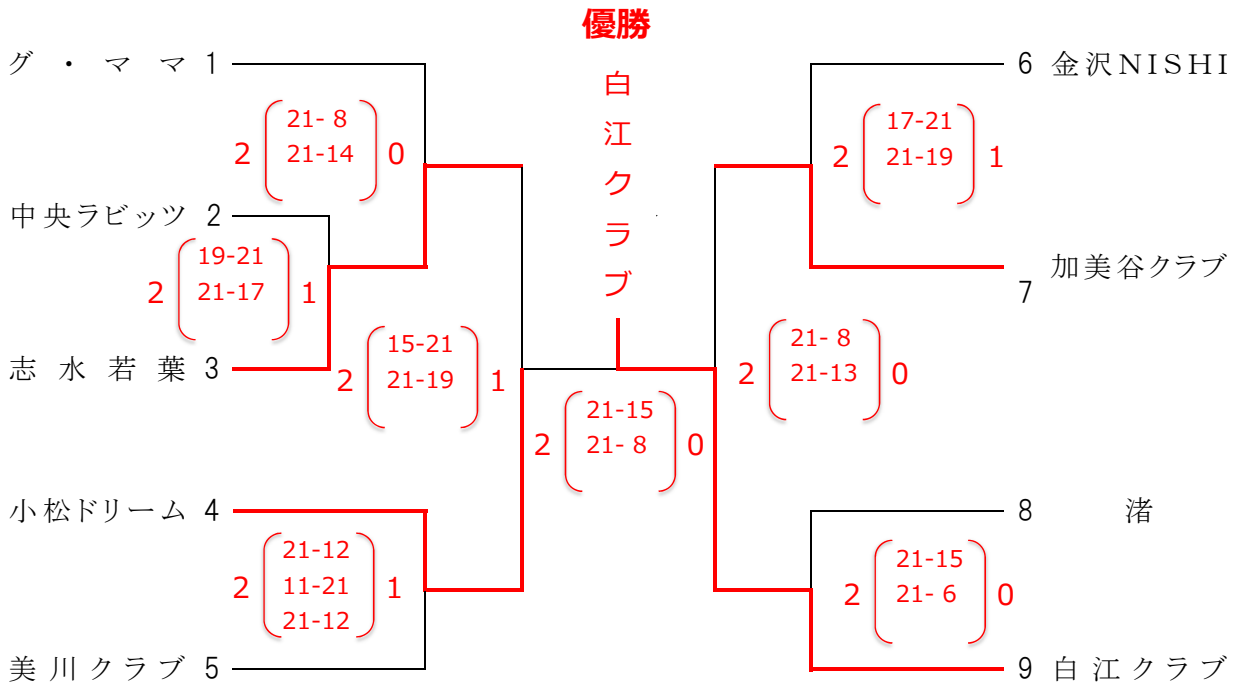 優勝
白江クラブ
グ・ママ 1
2 21- 8 0
21-14
中央ラビッツ 2
2 19-21 1
21-17
志水若葉 3
2 15-21 1
21-19
小松ドリーム 4
2 21-12 1
11-21
21-12
美川クラブ 5
2 21-15 0
21- 8
6 金沢NISHI
2 17-21 1
21-19
7 加美谷クラブ
2 21- 8 0
21-13
8 渚
2 21-15 0
21- 6
9 白江クラブ